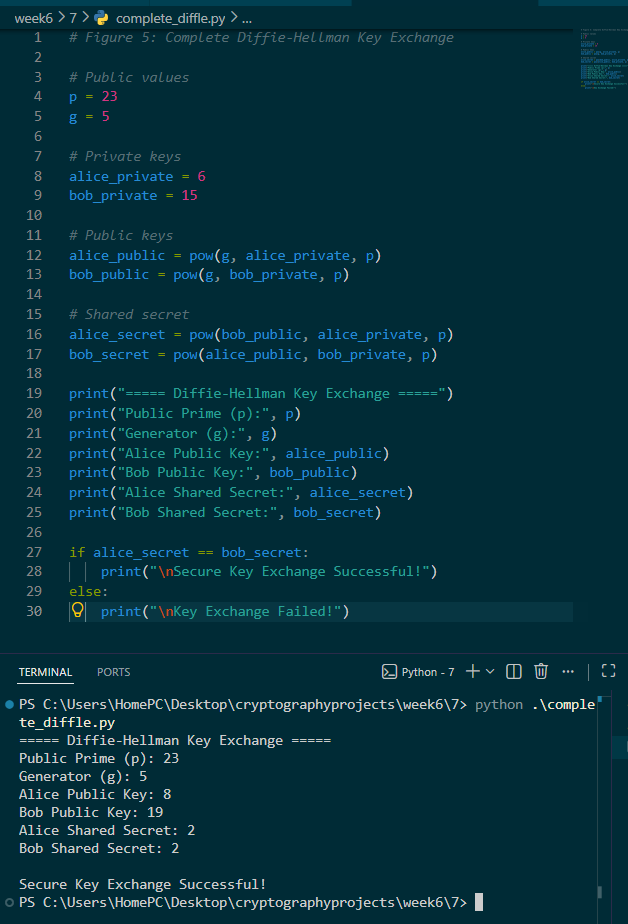 week6 > 7 > complete_diffle.py > ...
1 # Figure 5: Complete Diffie-Hellman Key Exchange
2
3 # Public values
4 p = 23
5 g = 5
6
7 # Private keys
8 alice_private = 6
9 bob_private = 15
10
11 # Public keys
12 alice_public = pow(g, alice_private, p)
13 bob_public = pow(g, bob_private, p)
14
15 # Shared secret
16 alice_secret = pow(bob_public, alice_private, p)
17 bob_secret = pow(alice_public, bob_private, p)
18
19 print("===== Diffie-Hellman Key Exchange =====")
20 print("Public Prime (p):", p)
21 print("Generator (g):", g)
22 print("Alice Public Key:", alice_public)
23 print("Bob Public Key:", bob_public)
24 print("Alice Shared Secret:", alice_secret)
25 print("Bob Shared Secret:", bob_secret)
26
27 if alice_secret == bob_secret:
28     print("\nSecure Key Exchange Successful!")
29 else:
30     print("\nKey Exchange Failed!")
TERMINAL PORTS Python - 7
PS C:\Users\HomePC\Desktop\cryptographyprojects\week6\7> python .\comple
te_diffle.py
===== Diffie-Hellman Key Exchange =====
Public Prime (p): 23
Generator (g): 5
Alice Public Key: 8
Bob Public Key: 19
Alice Shared Secret: 2
Bob Shared Secret: 2

Secure Key Exchange Successful!
PS C:\Users\HomePC\Desktop\cryptographyprojects\week6\7>